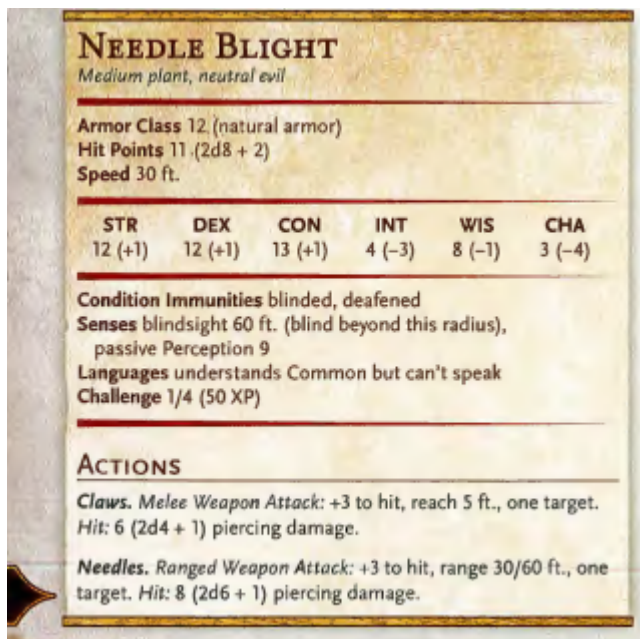 NEEDLE BLIGHT
Medium plant, neutral evil
Armor Class 12 (natural armor)
Hit Points 11 (2d8 + 2)
Speed 30 ft.
STR DEX CON INT WIS CHA
12 (+1) 12 (+1) 13 (+1) 4 (−3) 8 (−1) 3 (−4)
Condition Immunities blinded, deafened
Senses blindsight 60 ft. (blind beyond this radius),
passive Perception 9
Languages understands Common but can't speak
Challenge 1/4 (50 XP)
ACTIONS
Claws. Melee Weapon Attack: +3 to hit, reach 5 ft., one target.
Hit: 6 (2d4 + 1) piercing damage.
Needles. Ranged Weapon Attack: +3 to hit, range 30/60 ft., one
target. Hit: 8 (2d6 + 1) piercing damage.